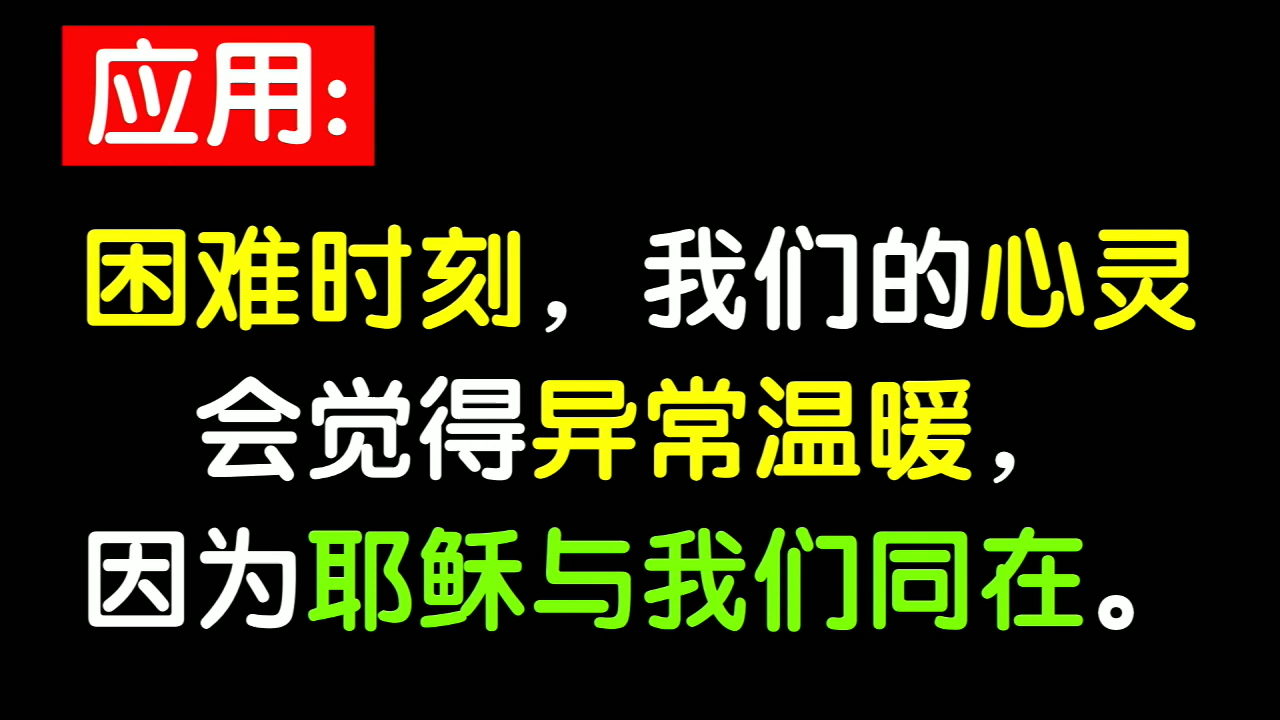 应用:
困难时刻，我们的心灵
会觉得异常温暖，
因为耶稣与我们同在。